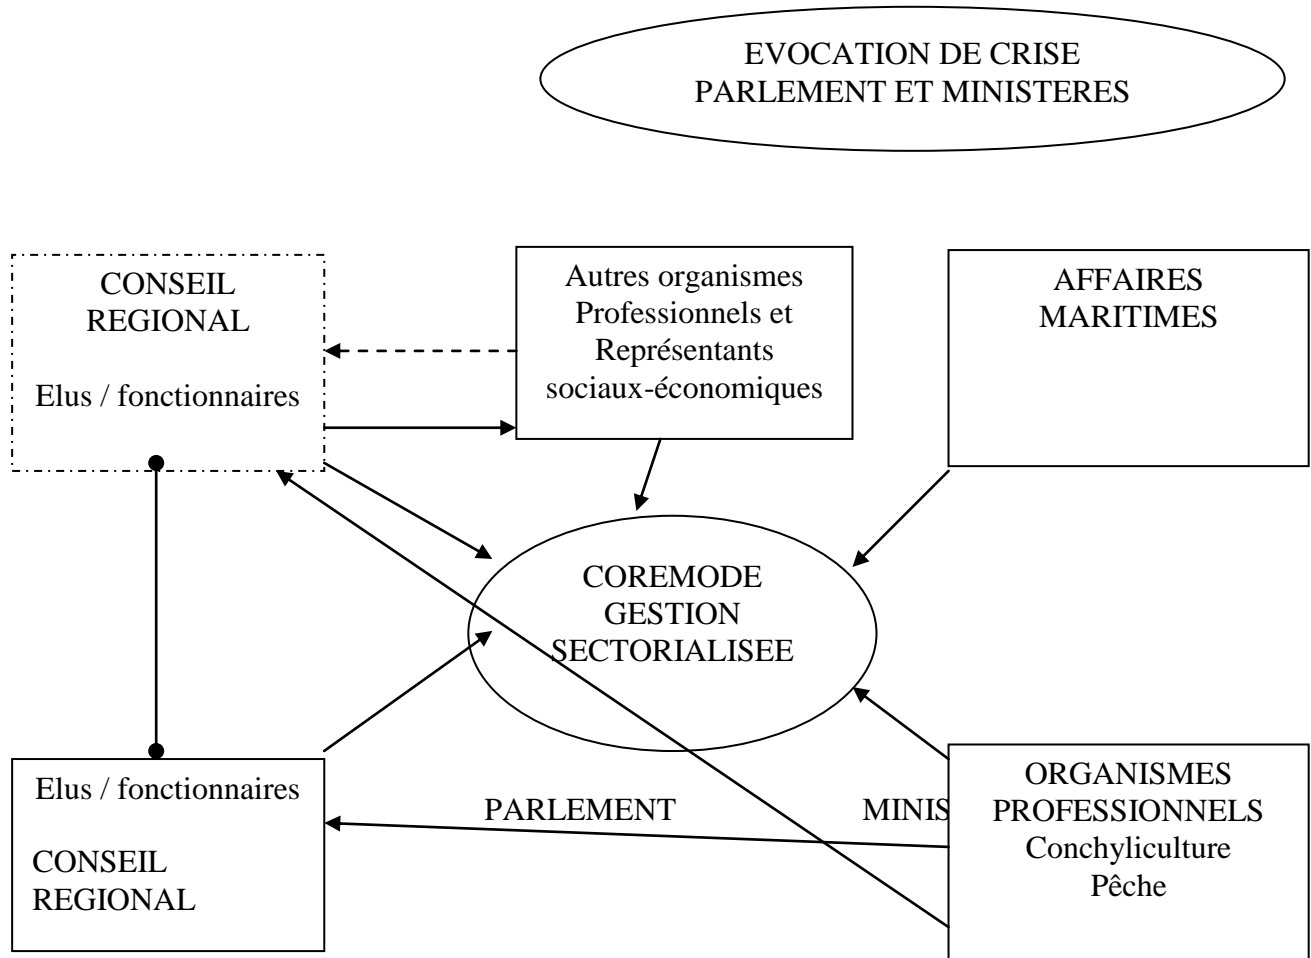 EVOCATION DE CRISE
PARLEMENT ET MINISTERES
CONSEIL
REGIONAL
Elus / fonctionnaires
Autres organismes
Professionnels et
Représentants
sociaux-économiques
AFFAIRES
MARITIMES
COREMODE
GESTION
SECTORIALISEE
Elus / fonctionnaires
CONSEIL
REGIONAL
PARLEMENT
MINIS
ORGANISMES
PROFESSIONNELS
Conchyliculture
Pêche